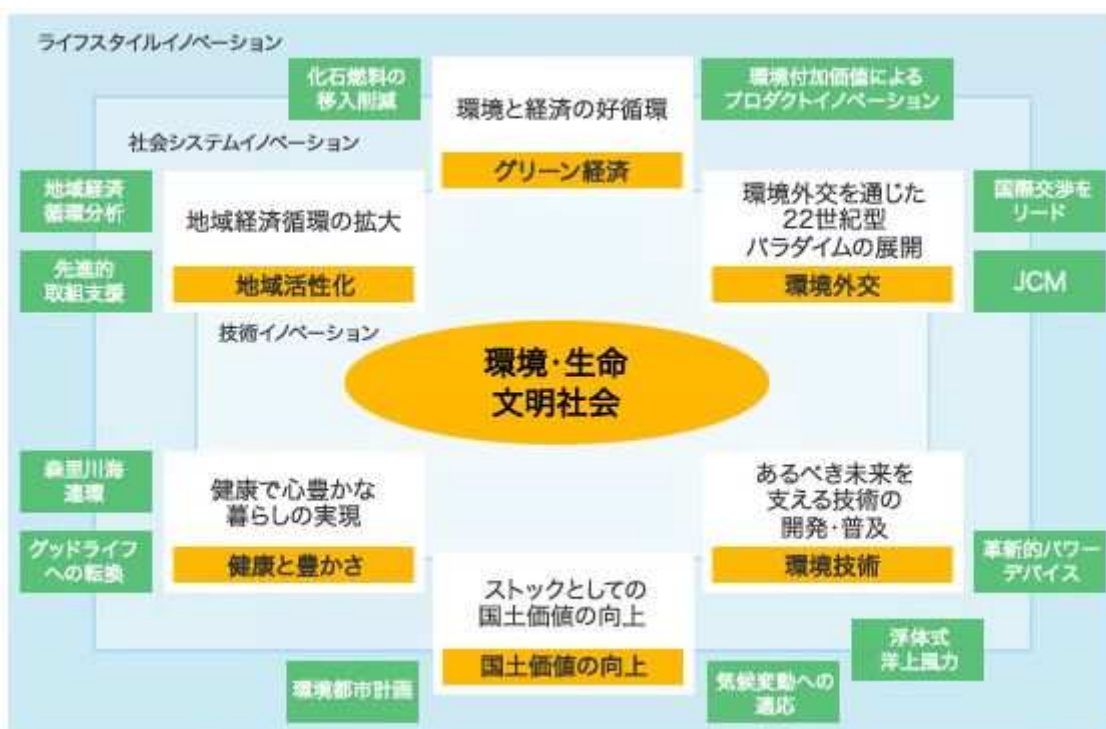 ライフスタイルイノベーション
化石燃料の
移入削減
環境と経済の好循環
グリーン経済
環境付加価値による
プロダクトイノベーション
社会システムイノベーション
地域経済
循環分析
先進的
取組支援
地域経済循環の拡大
地域活性化
環境外交を通じた
22世紀型
パラダイムの展開
環境外交
国際交渉を
リード
JCM
技術イノベーション
環境・生命
文明社会
森里川海
連環
グッドライフ
への転換
健康で心豊かな
暮らしの実現
健康と豊かさ
あるべき未来を
支える技術の
開発・普及
環境技術
革新的パワー
デバイス
ストックとしての
国土価値の向上
国土価値の向上
浮体式
洋上風力
環境都市計画
気候変動への
適応